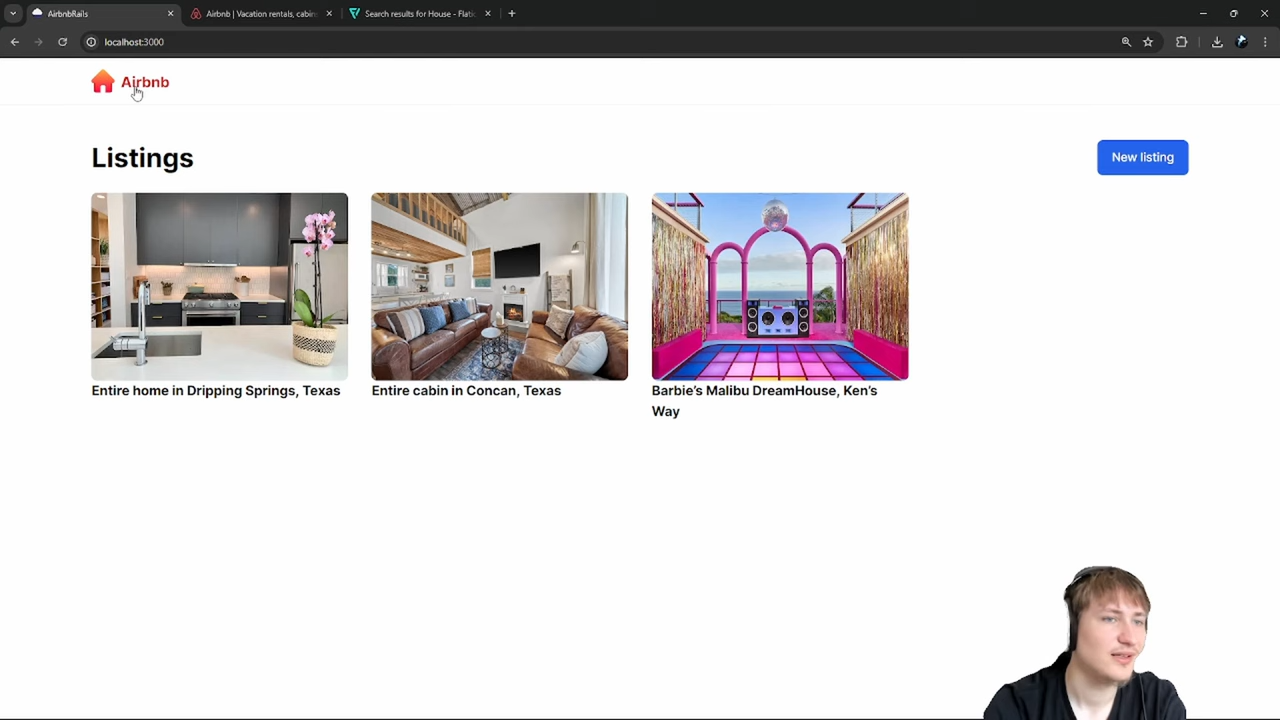 AirbnbRails
Airbnb | Vacation rentals, cabin
Search results for House - Flatic
localhost:3000
Airbnb
Listings
New listing
Entire home in Dripping Springs, Texas
Entire cabin in Concan, Texas
Barbie’s Malibu DreamHouse, Ken’s
Way